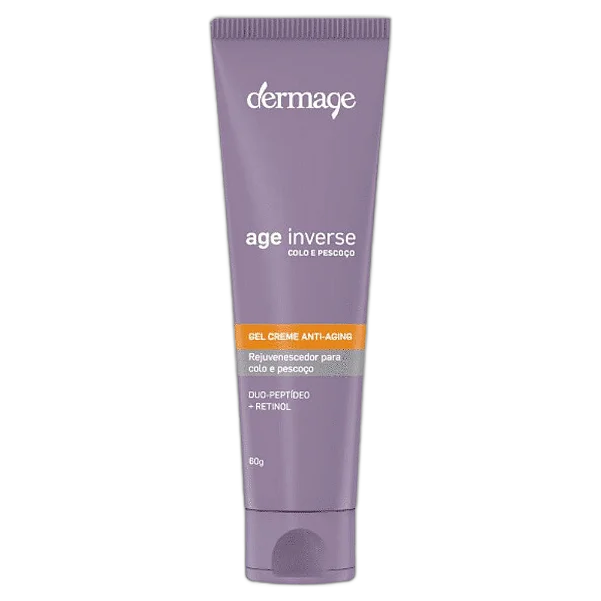 dermage
age inverse
COLO E PESCOÇO
GEL CREME ANTI-AGING
Rejuvenescedor para
colo e pescoço
DUO-PEPTÍDEO
+ RETINOL
60g